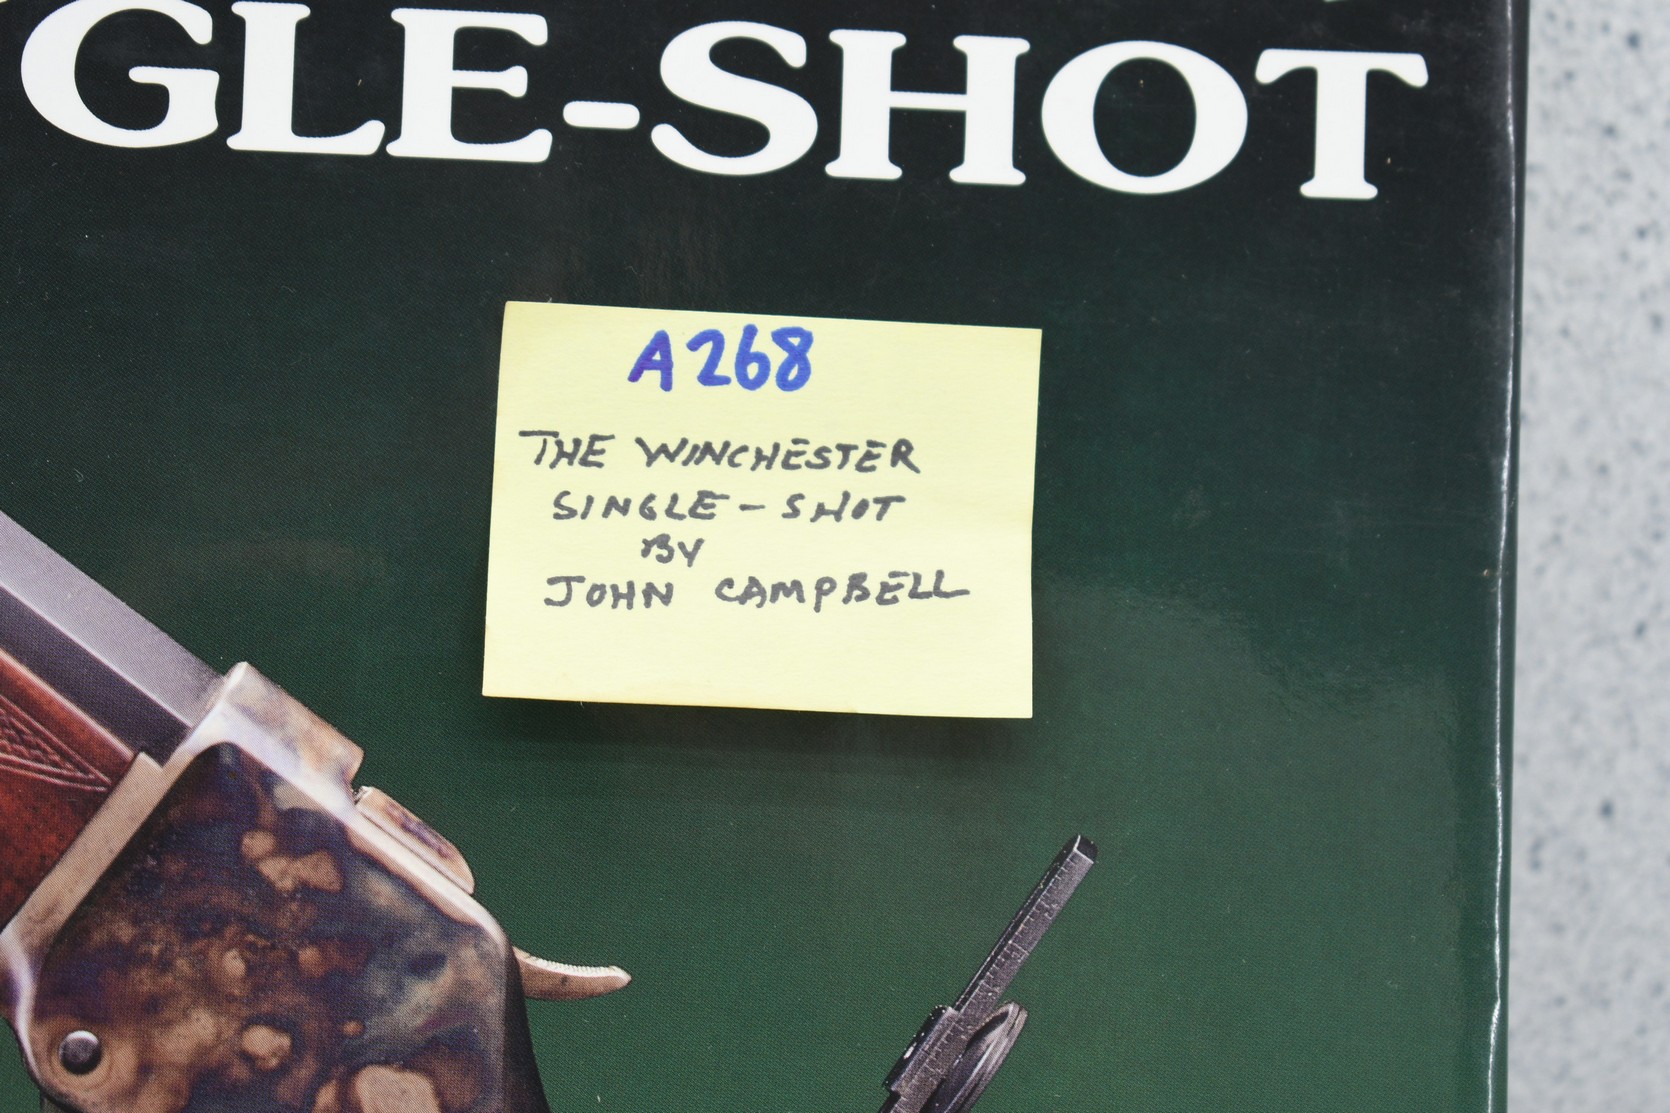 GLE-SHOT
A268
THE WINCHESTER
SINGLE-SHOT
BY
JOHN CAMPBELL